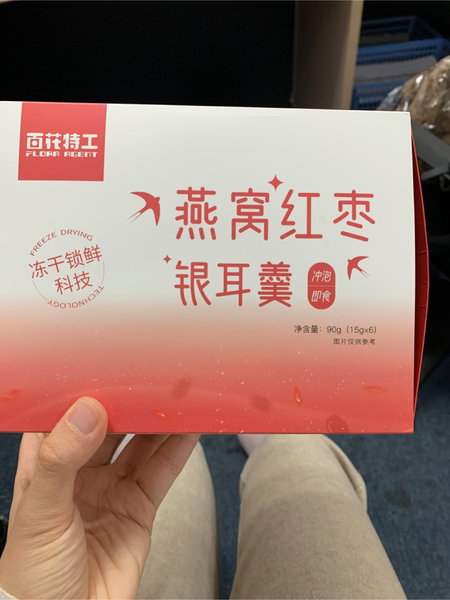 百花特工
FLORA AGENT
燕窝红枣
银耳羹
冲泡
即食
FREEZE DRYING
冻干锁鲜
科技
TECHNOLOGY
净含量：90g（15g×6）
图片仅供参考